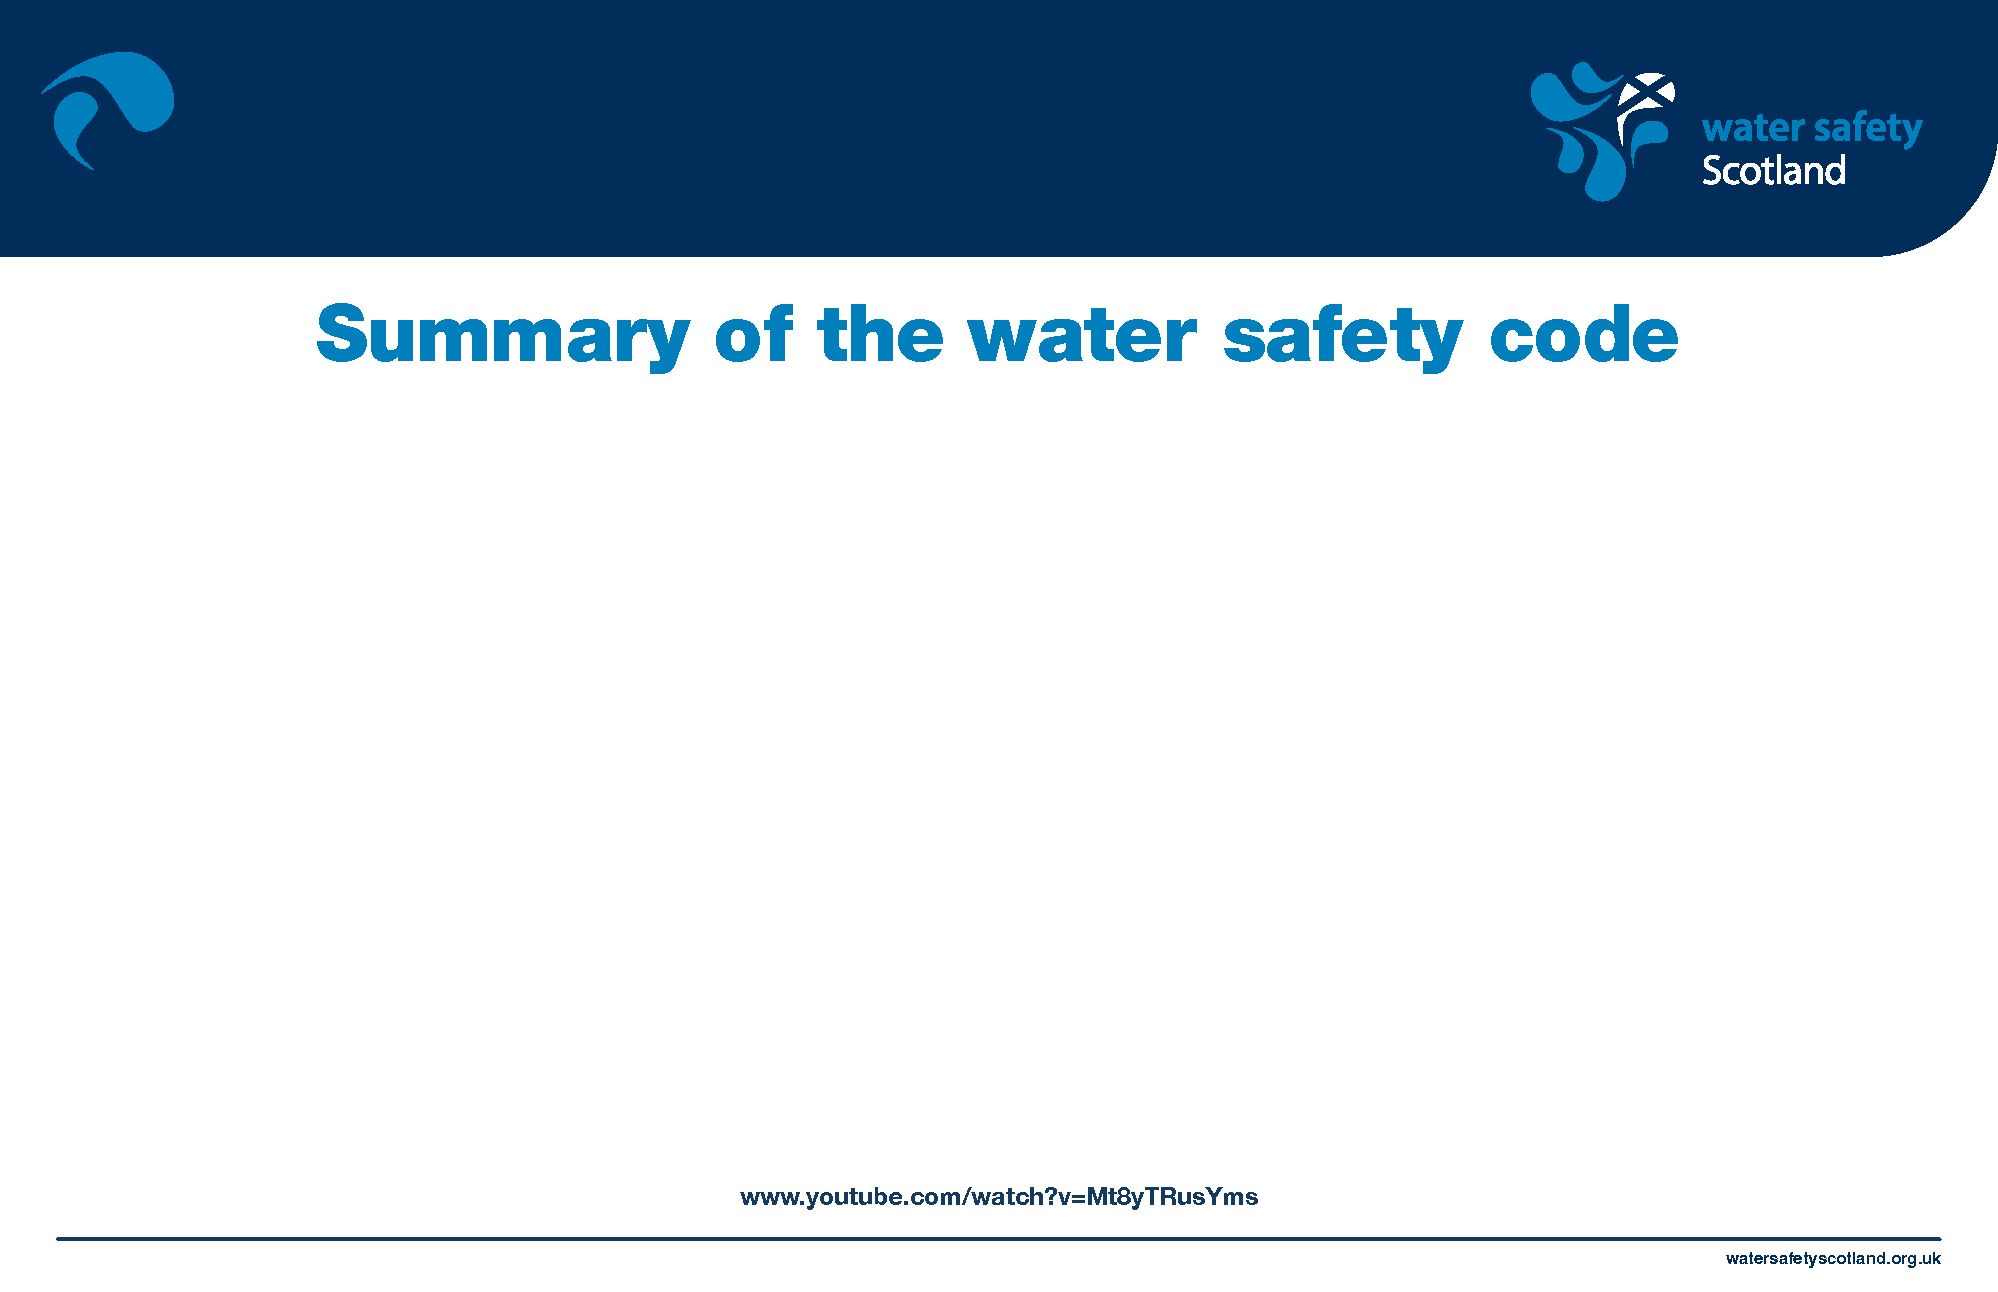 water safety
Scotland
Summary of the water safety code
www.youtube.com/watch?v=Mt8yTRusYms
watersafetyscotland.org.uk